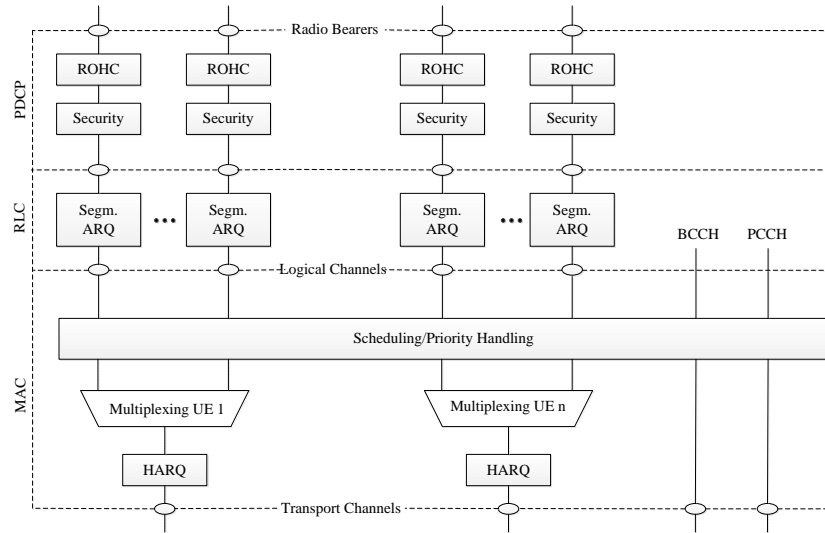 Radio Bearers
ROHC
ROHC
ROHC
ROHC
PDCP
Security
Security
Security
Security
RLC
Segm.
ARQ
•••
Segm.
ARQ
Segm.
ARQ
•••
Segm.
ARQ
BCCH
PCCH
Logical Channels
MAC
Scheduling/Priority Handling
Multiplexing UE 1
Multiplexing UE n
HARQ
HARQ
Transport Channels